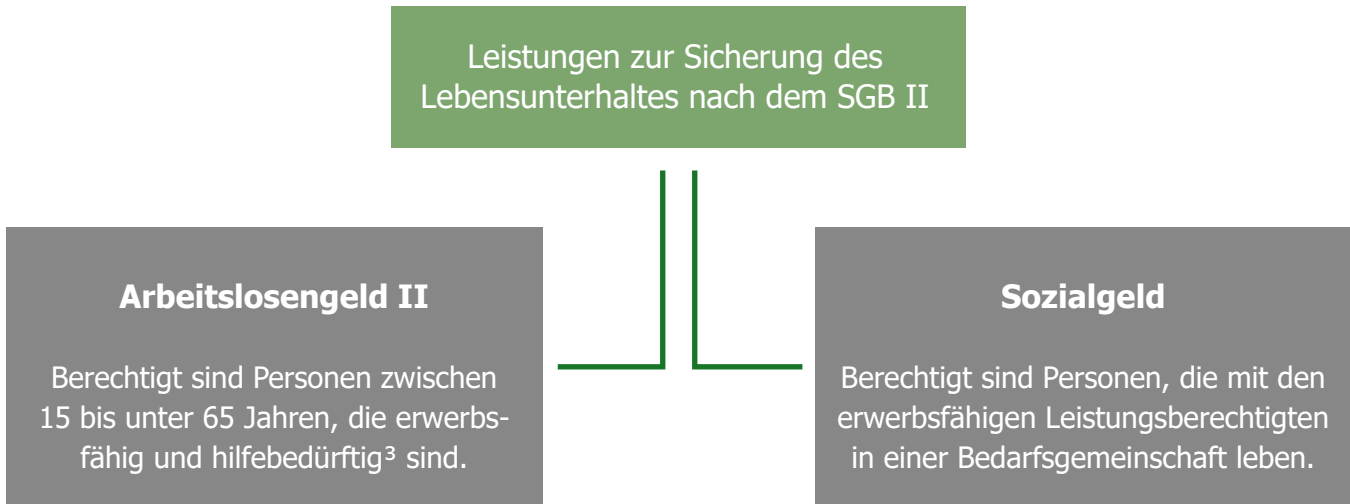 Leistungen zur Sicherung des
Lebensunterhaltes nach dem SGB II
Arbeitslosengeld II
Berechtigt sind Personen zwischen
15 bis unter 65 Jahren, die erwerbs-
fähig und hilfebedürftig³ sind.
Sozialgeld
Berechtigt sind Personen, die mit den
erwerbsfähigen Leistungsberechtigten
in einer Bedarfsgemeinschaft leben.